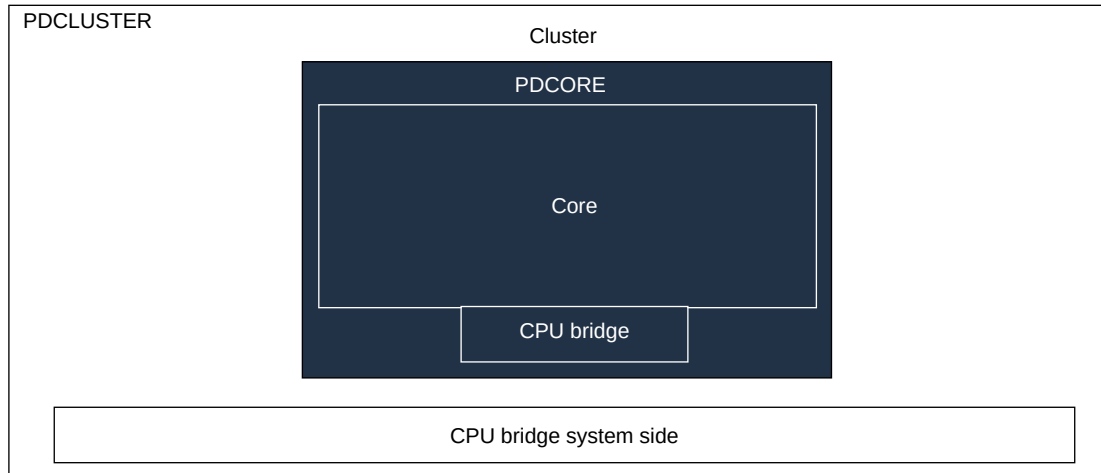 PDCLUSTER
Cluster
PDCORE
Core
CPU bridge
CPU bridge system side